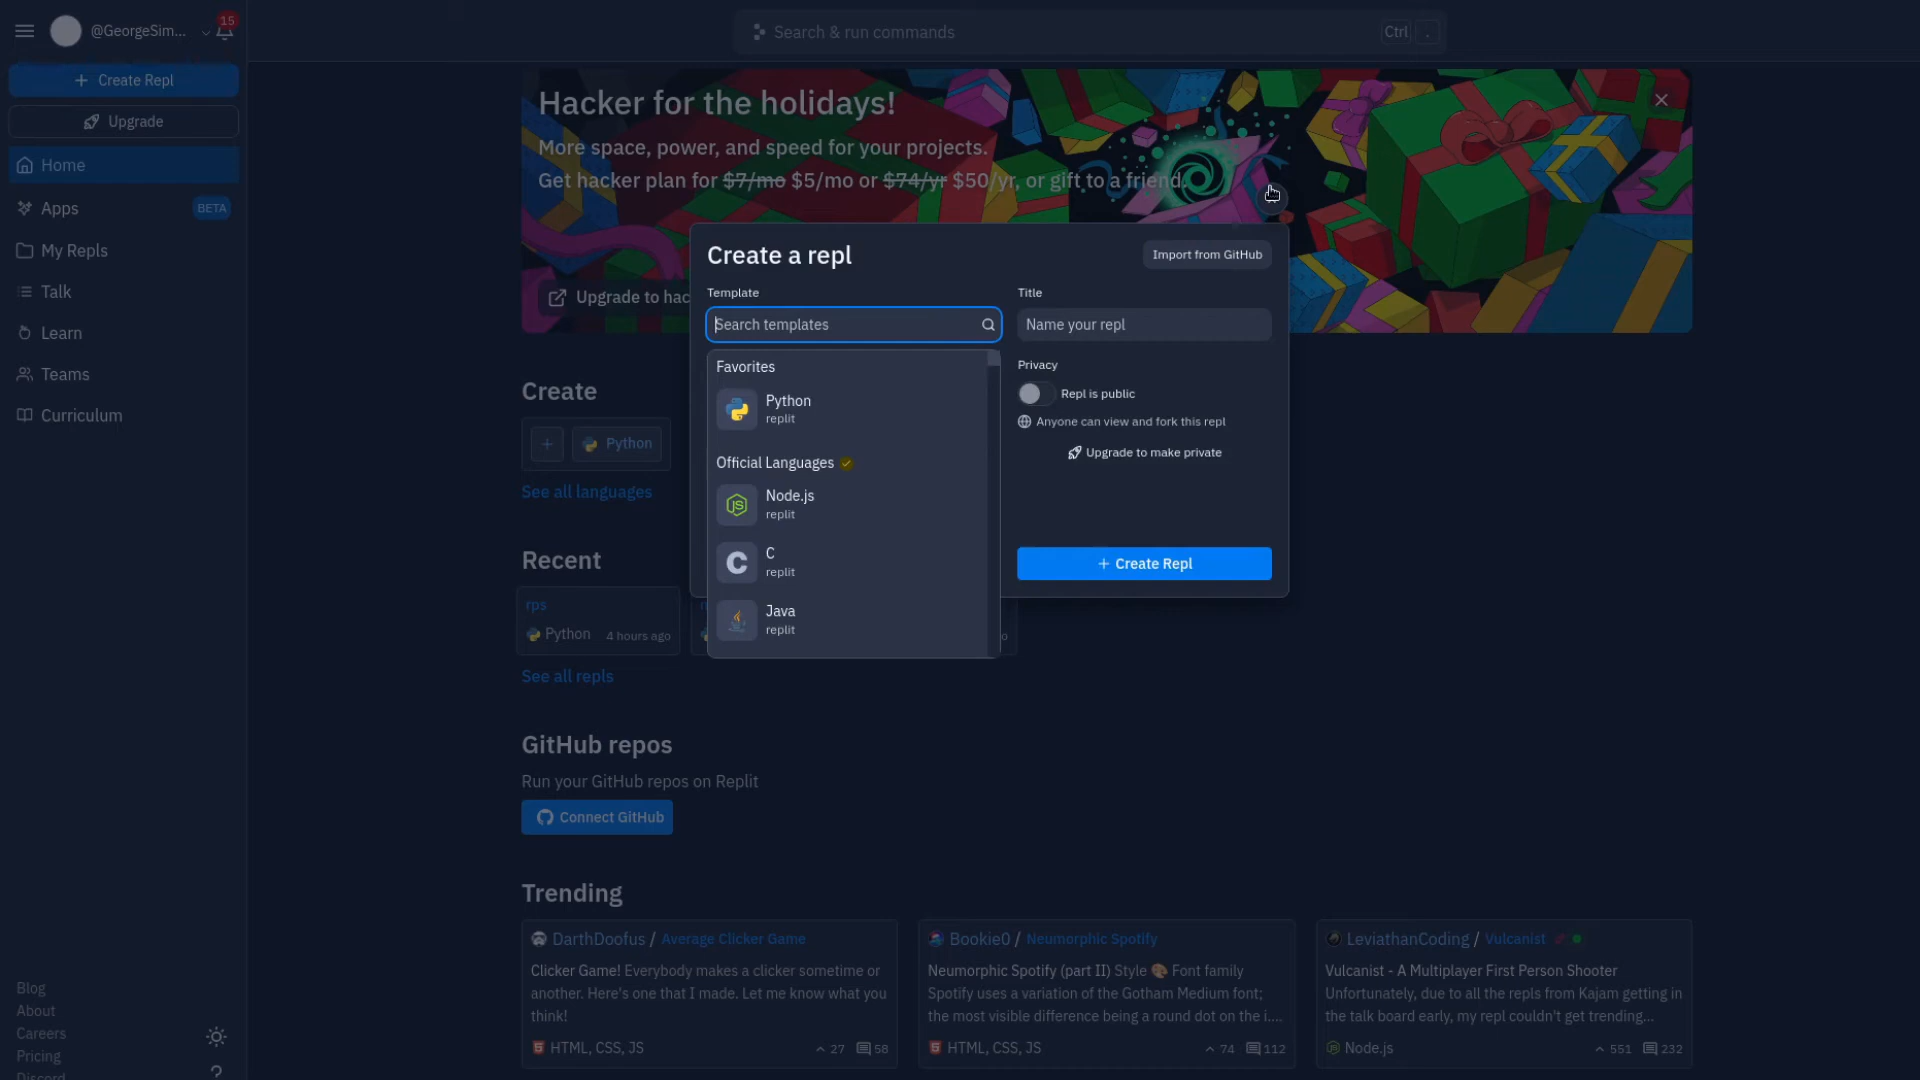 @GeorgeSim...
15
Search & run commands
Ctrl
.
+ Create Repl
Upgrade
Home
Apps
BETA
My Repls
Talk
Learn
Teams
Curriculum
Blog
About
Careers
Pricing
Hacker for the holidays!
More space, power, and speed for your projects.
Get hacker plan for $7/mo $5/mo or $74/yr $50/yr, or gift to a friend.
Upgrade to hac
Create a repl
Import from GitHub
Template
Search templates
Favorites
Python
replit
Official Languages
Node.js
replit
C
replit
Java
replit
Title
Name your repl
Privacy
Repl is public
Anyone can view and fork this repl
Upgrade to make private
+ Create Repl
Create
+
Python
See all languages
Recent
rps
Python
4 hours ago
o
See all repls
GitHub repos
Run your GitHub repos on Replit
Connect GitHub
Trending
DarthDoofus / Average Clicker Game
Clicker Game! Everybody makes a clicker sometime or
another. Here's one that I made. Let me know what you
think!
HTML, CSS, JS
27
58
Bookie0 / Neumorphic Spotify
Neumorphic Spotify (part II) Style 🎨 Font family
Spotify uses a variation of the Gotham Medium font;
the most visible difference being a round dot on the i....
HTML, CSS, JS
74
112
LeviathanCoding / Vulcanist
Vulcanist - A Multiplayer First Person Shooter
Unfortunately, due to all the repls from Kajam getting in
the talk board early, my repl couldn't get trending...
Node.js
551
232